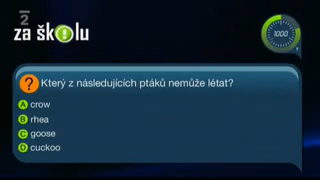 2
za školu
1000
? Který z následujících ptáků nemůže létat?
A crow
B rhea
C goose
D cuckoo